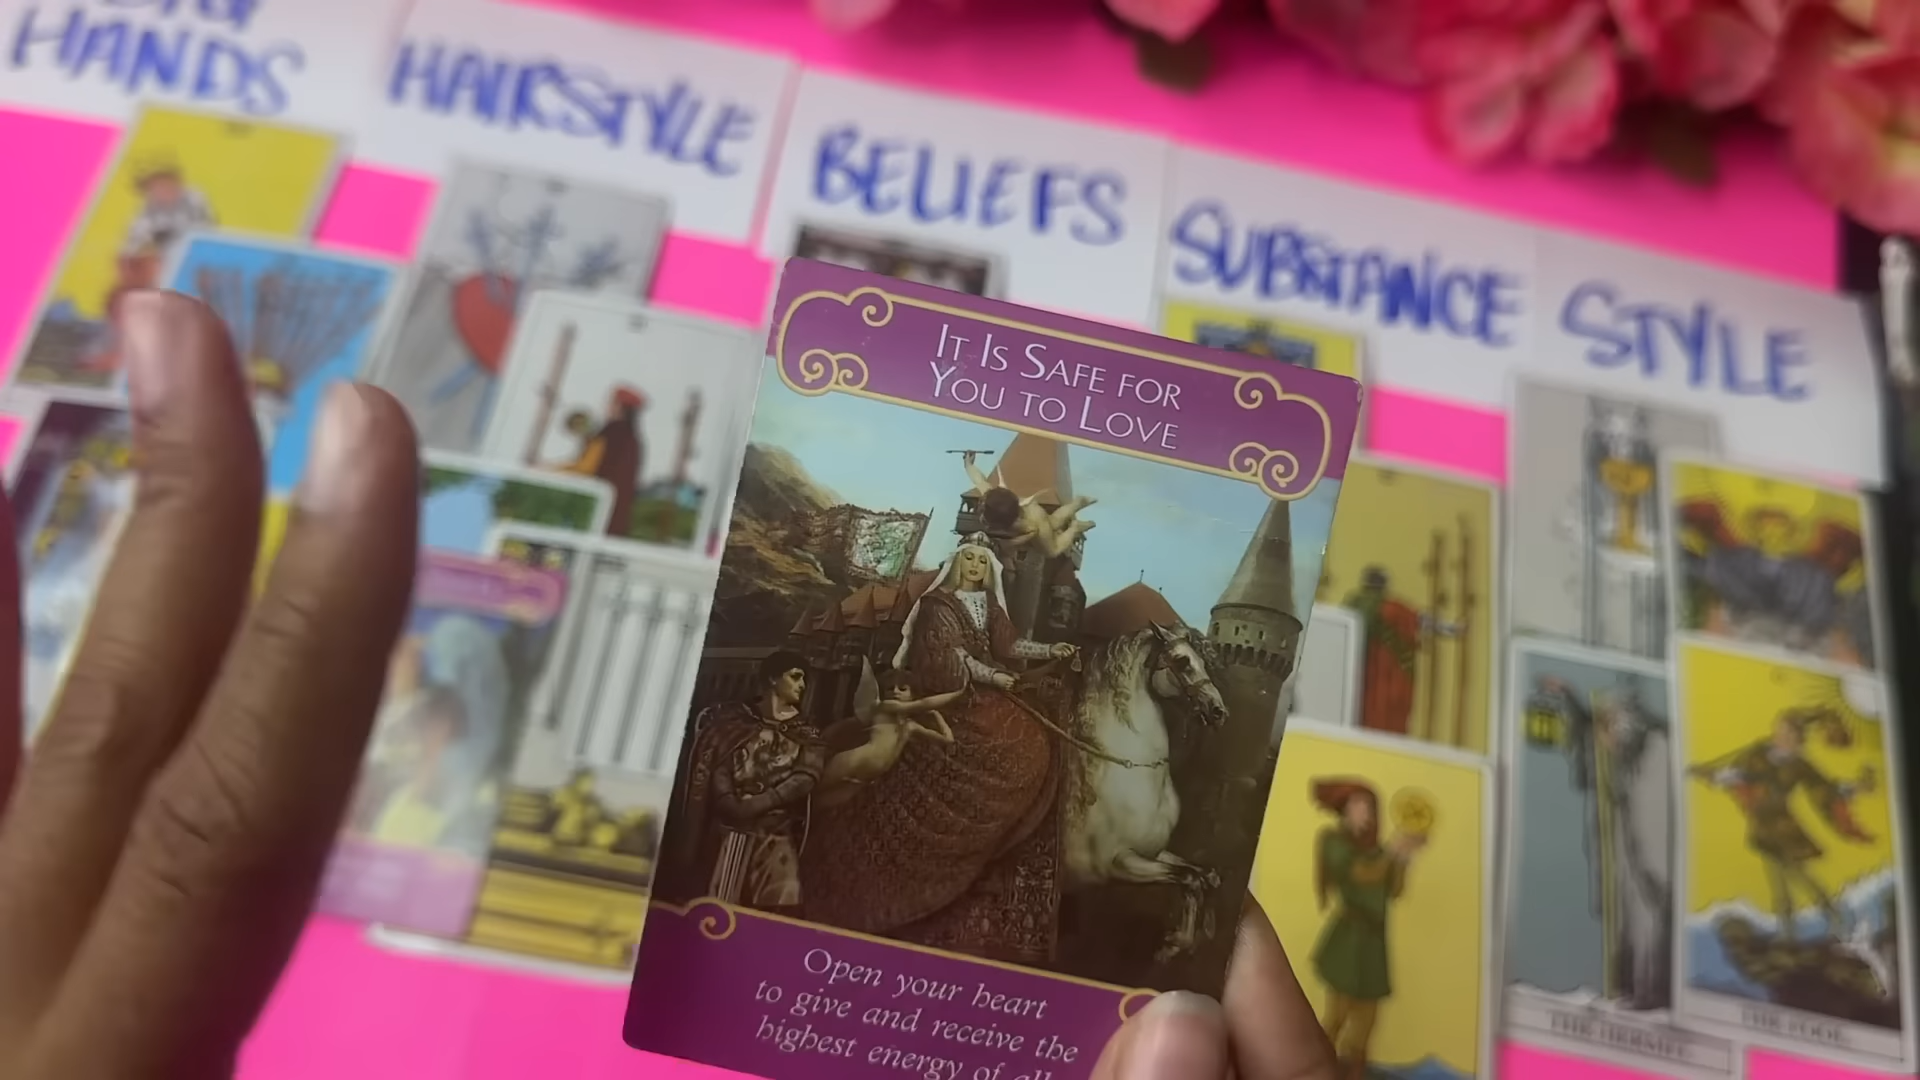 HANDS
HAIRSTYLE
BELIEFS
SUBSTANCE
STYLE
IT IS SAFE FOR
YOU TO LOVE
Open your heart
to give and receive the
highest energy of all
THE HERMIT.
THE FOOL.